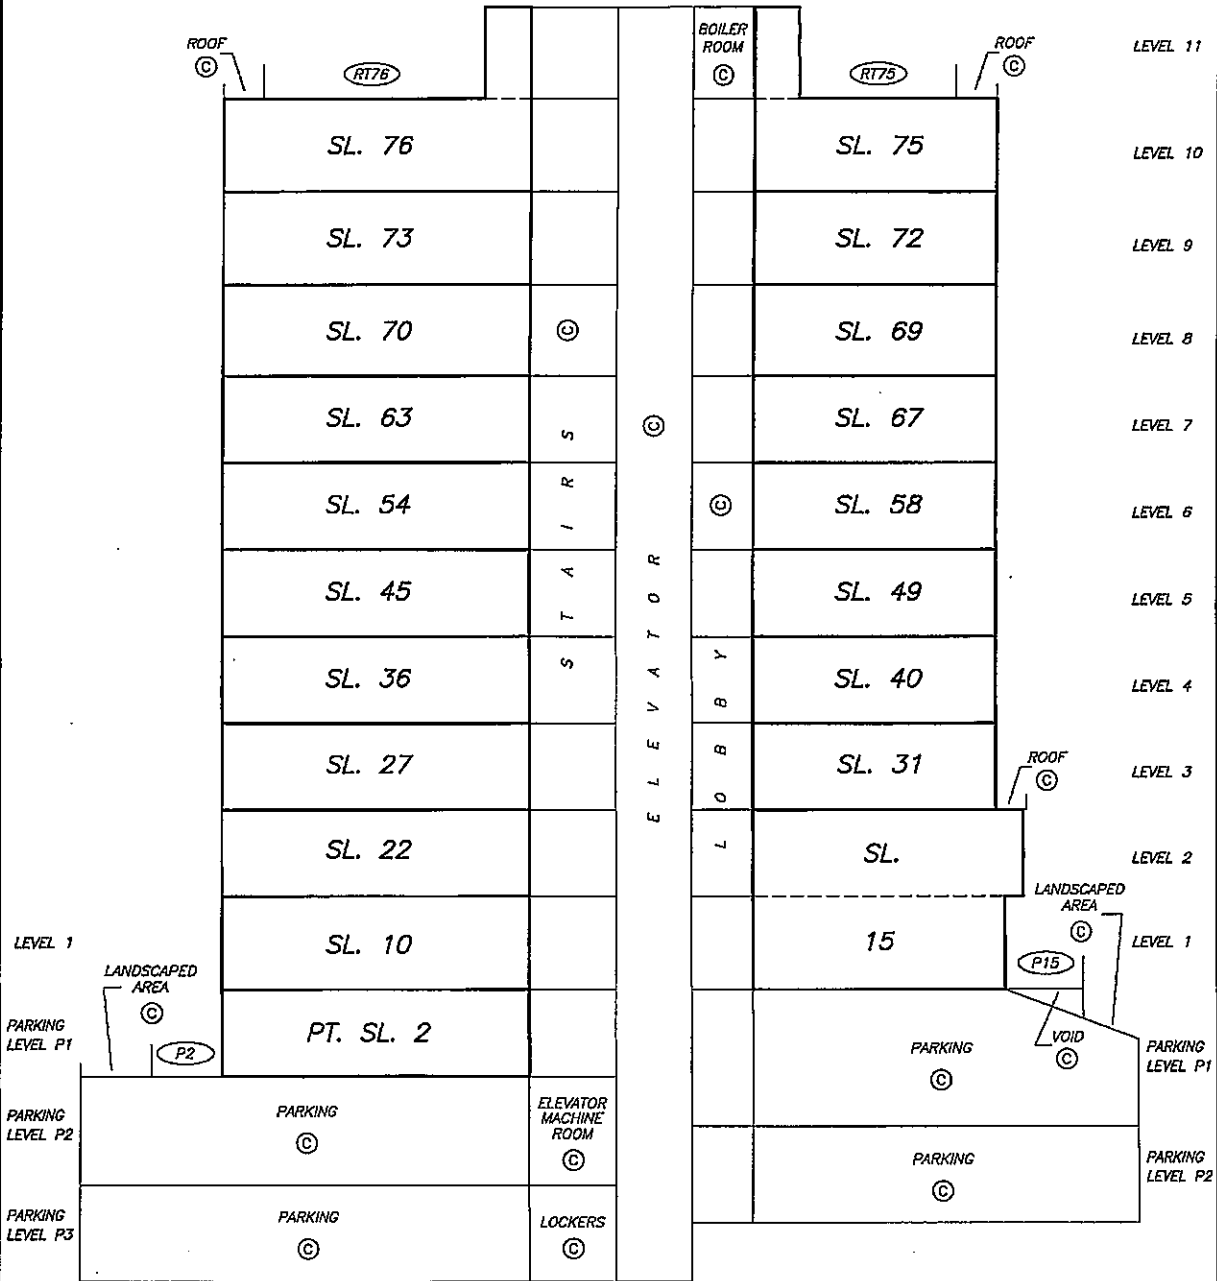 BOILER
ROOM
©
ROOF
©
RT76
RT75
ROOF
©
LEVEL 11
SL. 76
SL. 75
LEVEL 10
SL. 73
SL. 72
LEVEL 9
SL. 70
©
SL. 69
LEVEL 8
SL. 63
©
SL. 67
LEVEL 7
SL. 54
©
SL. 58
LEVEL 6
STAIRS
ELEVATOR
LOBBY
SL. 45
SL. 49
LEVEL 5
SL. 36
SL. 40
LEVEL 4
SL. 27
SL. 31
ROOF
©
LEVEL 3
SL. 22
SL.
LEVEL 2
LANDSCAPED
AREA
©
LEVEL 1
SL. 10
15
P15
LEVEL 1
LANDSCAPED
AREA
©
PARKING
LEVEL P1
P2
PT. SL. 2
PARKING
©
VOID
©
PARKING
LEVEL P1
PARKING
LEVEL P2
PARKING
©
ELEVATOR
MACHINE
ROOM
©
PARKING
©
PARKING
LEVEL P2
PARKING
LEVEL P3
PARKING
©
LOCKERS
©